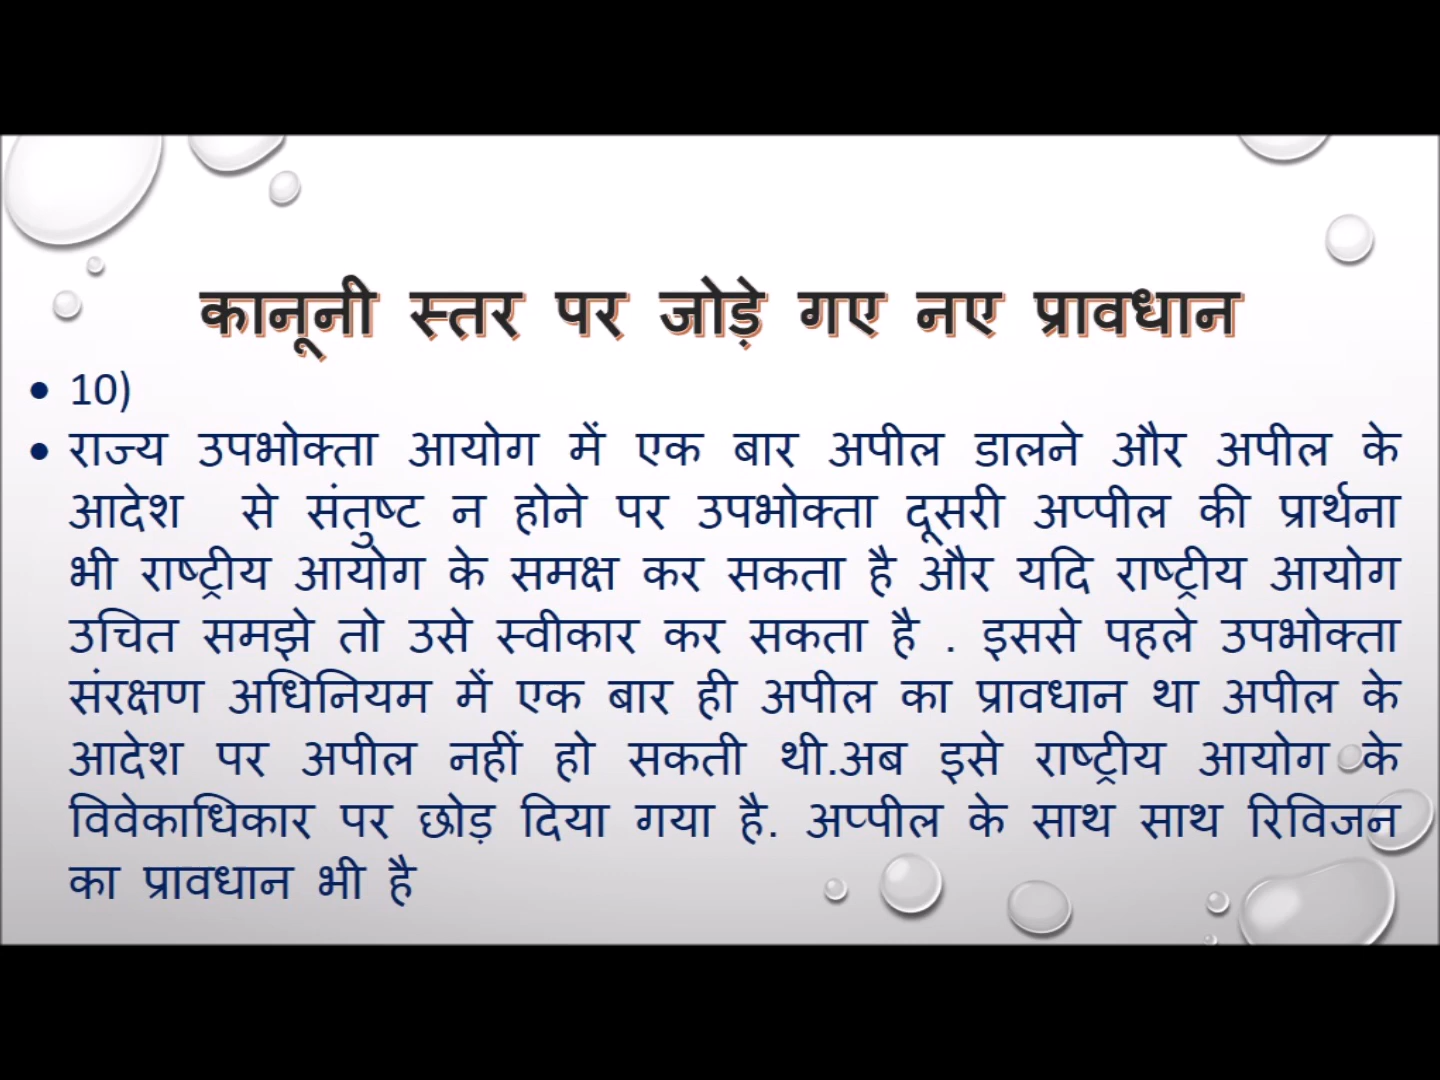 कानूनी स्तर पर जोड़े गए नए प्रावधान
• 10)
• राज्य उपभोक्ता आयोग में एक बार अपील डालने और अपील के
आदेश से संतुष्ट न होने पर उपभोक्ता दूसरी अप्पील की प्रार्थना
भी राष्ट्रीय आयोग के समक्ष कर सकता है और यदि राष्ट्रीय आयोग
उचित समझे तो उसे स्वीकार कर सकता है . इससे पहले उपभोक्ता
संरक्षण अधिनियम में एक बार ही अपील का प्रावधान था अपील के
आदेश पर अपील नहीं हो सकती थी.अब इसे राष्ट्रीय आयोग के
विवेकाधिकार पर छोड़ दिया गया है. अप्पील के साथ साथ रिविजन
का प्रावधान भी है